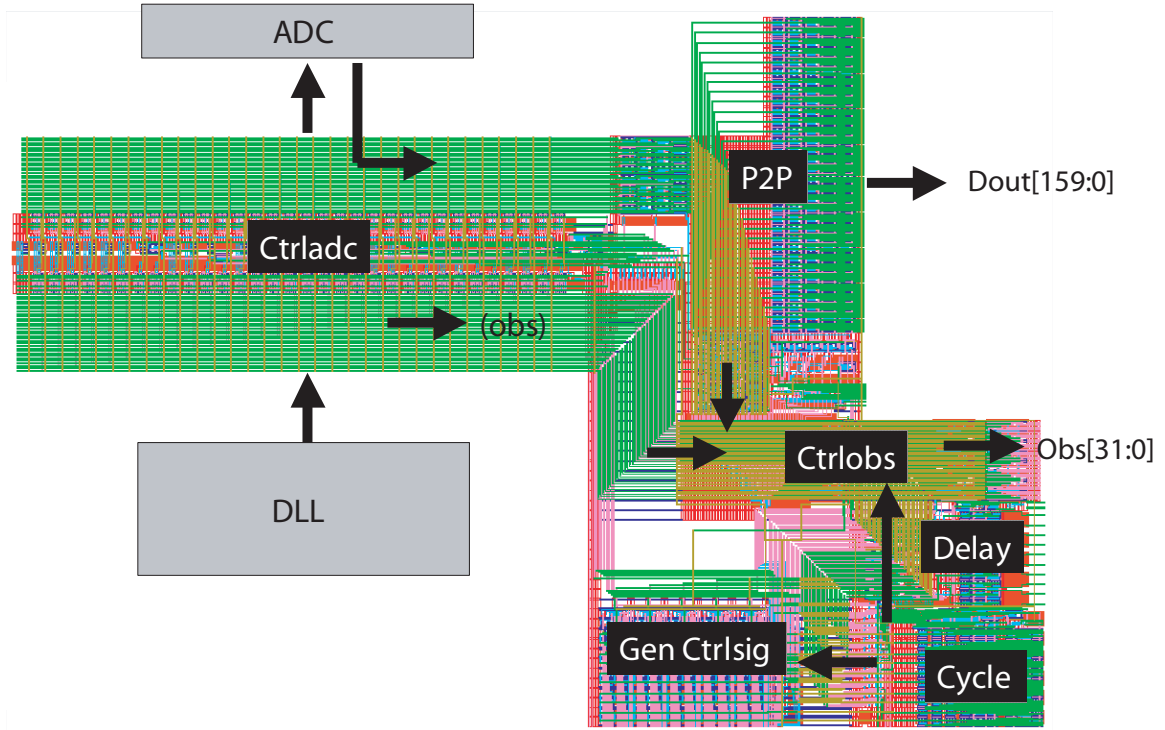 ADC
P2P
Dout[159:0]
Ctrladc
(obs)
Ctrlobs
Obs[31:0]
DLL
Delay
Gen Ctrlsig
Cycle